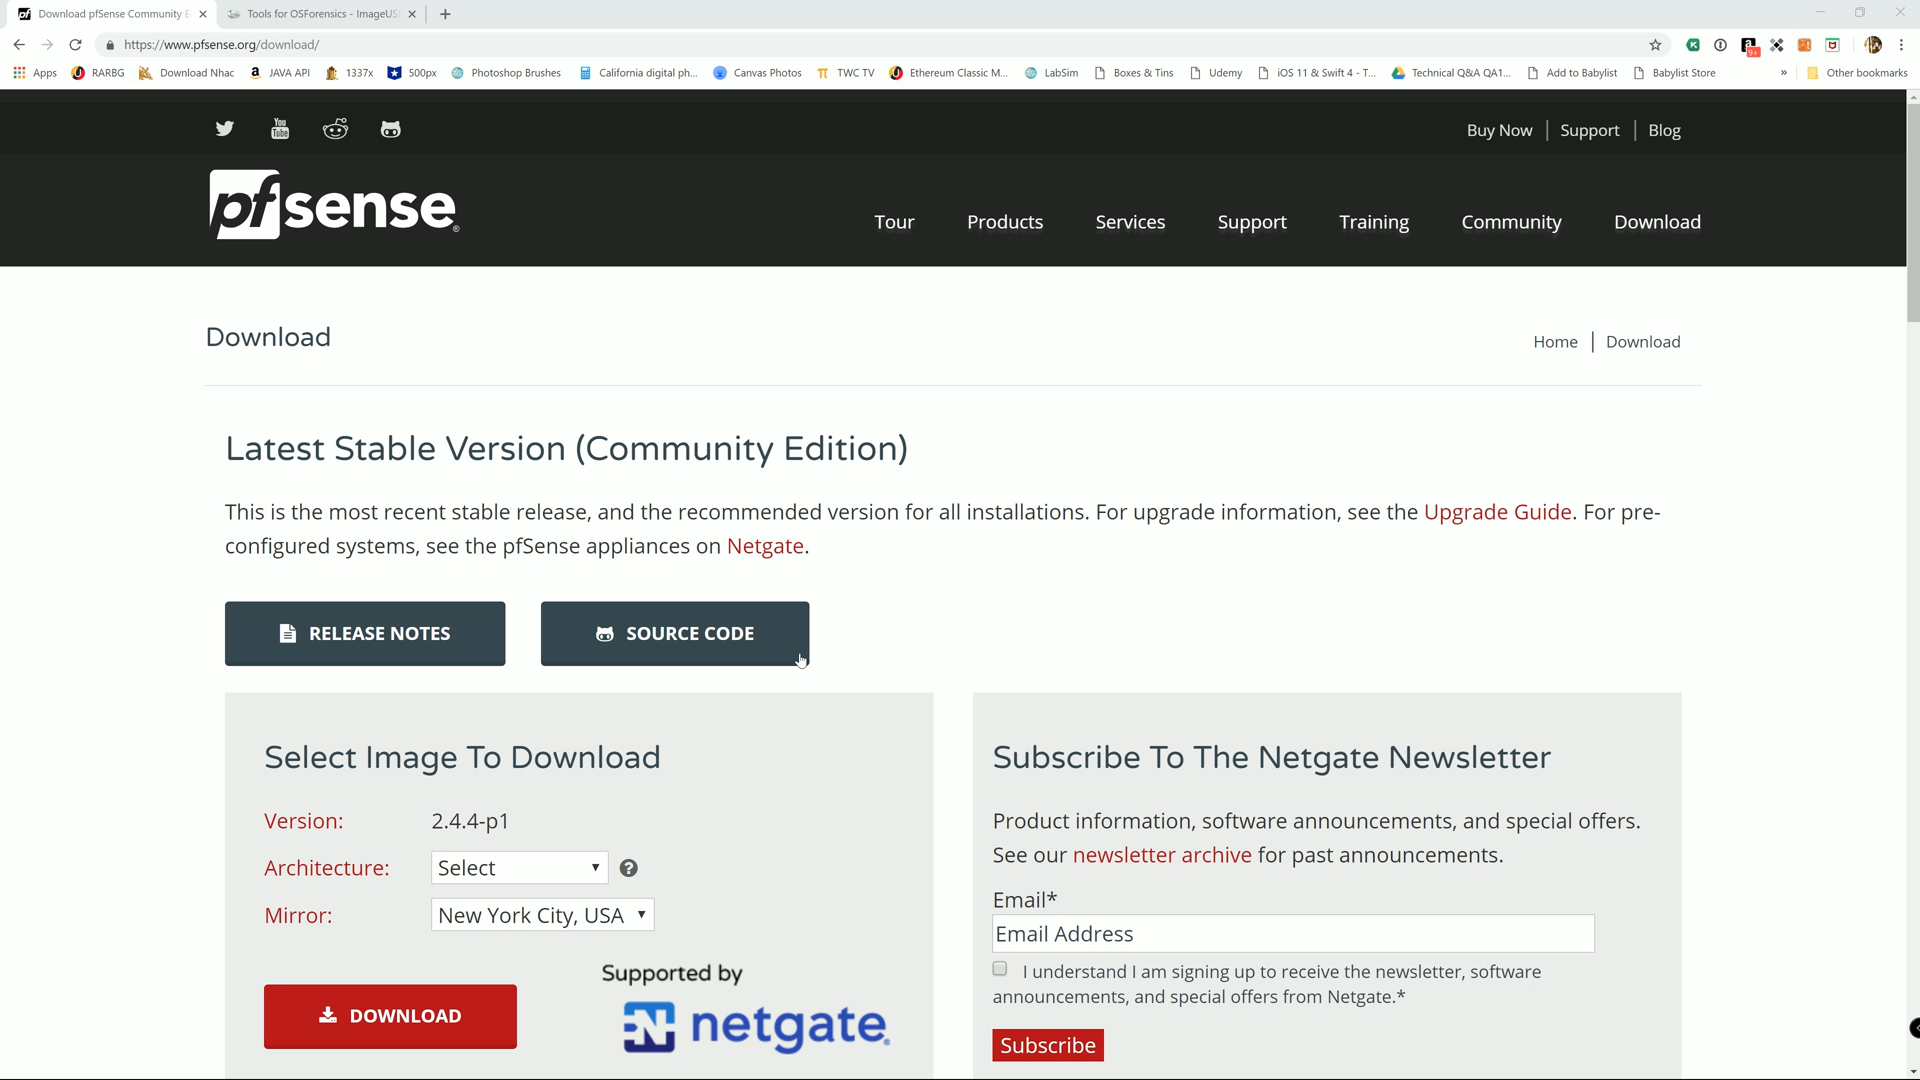 Download pfSense Community E
Tools for OSForensics - ImageUS
https://www.pfsense.org/download/
Apps
RARBG
Download Nhac
JAVA API
1337x
500px
Photoshop Brushes
California digital ph...
Canvas Photos
TWC TV
Ethereum Classic M...
LabSim
Boxes & Tins
Udemy
iOS 11 & Swift 4 - T...
Technical Q&A QA1...
Add to Babylist
Babylist Store
»
Other bookmarks
You
Tube
Buy Now
Support
Blog
pfsense
Tour
Products
Services
Support
Training
Community
Download
Download
Home
Download
Latest Stable Version (Community Edition)
This is the most recent stable release, and the recommended version for all installations. For upgrade information, see the Upgrade Guide. For pre-
configured systems, see the pfSense appliances on Netgate.
RELEASE NOTES
SOURCE CODE
Select Image To Download
Version: 2.4.4-p1
Architecture: Select
Mirror: New York City, USA
DOWNLOAD
Supported by
netgate
Subscribe To The Netgate Newsletter
Product information, software announcements, and special offers.
See our newsletter archive for past announcements.
Email*
Email Address
I understand I am signing up to receive the newsletter, software
announcements, and special offers from Netgate.*
Subscribe